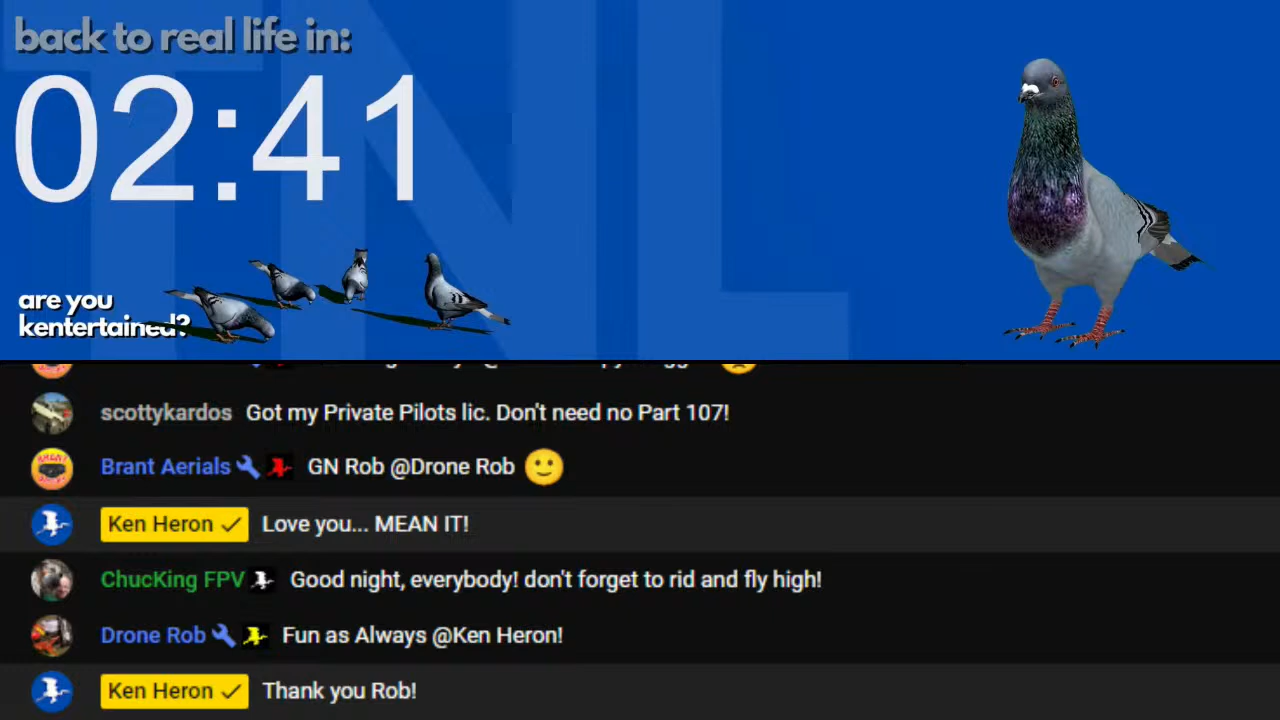 back to real life in:
02:41
TNL
are you
kentertained?
scottykardos Got my Private Pilots lic. Don't need no Part 107!
Brant Aerials GN Rob @Drone Rob
Ken Heron Love you... MEAN IT!
ChucKing FPV Good night, everybody! don't forget to rid and fly high!
Drone Rob Fun as Always @Ken Heron!
Ken Heron Thank you Rob!